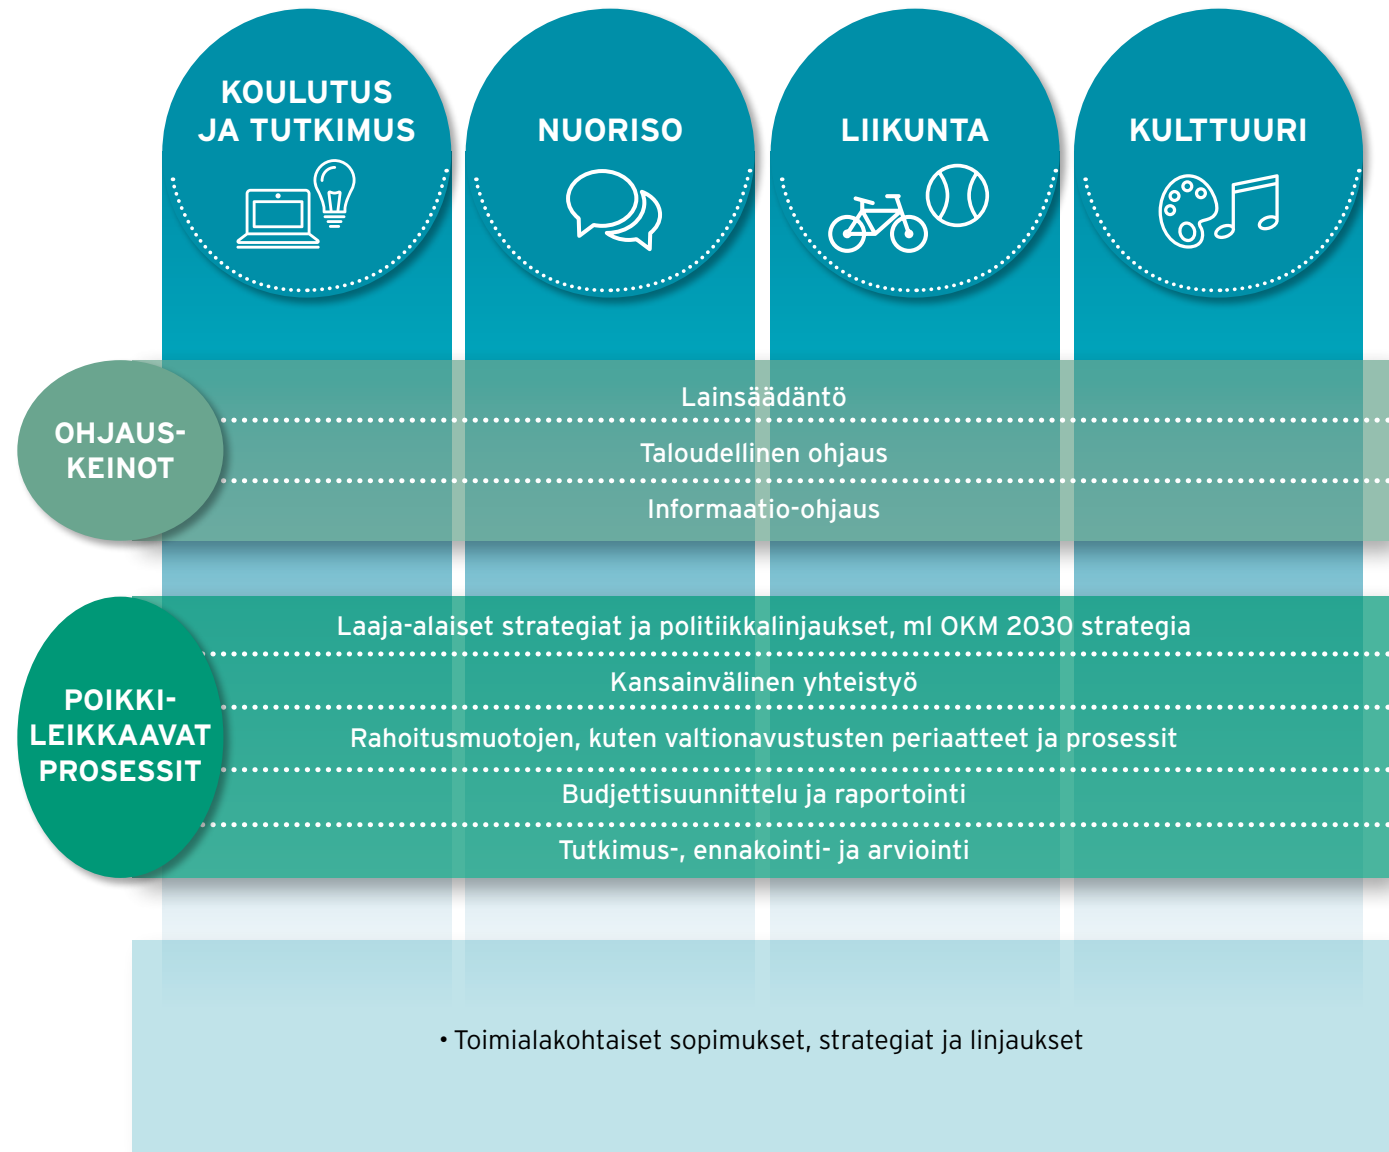 KOULUTUS
JA TUTKIMUS
NUORISO
LIIKUNTA
KULTTUURI
OHJAUS-
KEINOT
Lainsäädäntö
Taloudellinen ohjaus
Informaatio-ohjaus
POIKKI-
LEIKKAAVAT
PROSESSIT
Laaja-alaiset strategiat ja politiikkalinjaukset, ml OKM 2030 strategia
Kansainvälinen yhteistyö
Rahoitusmuotojen, kuten valtionavustusten periaatteet ja prosessit
Budjettisuunnittelu ja raportointi
Tutkimus-, ennakointi- ja arviointi
• Toimialakohtaiset sopimukset, strategiat ja linjaukset